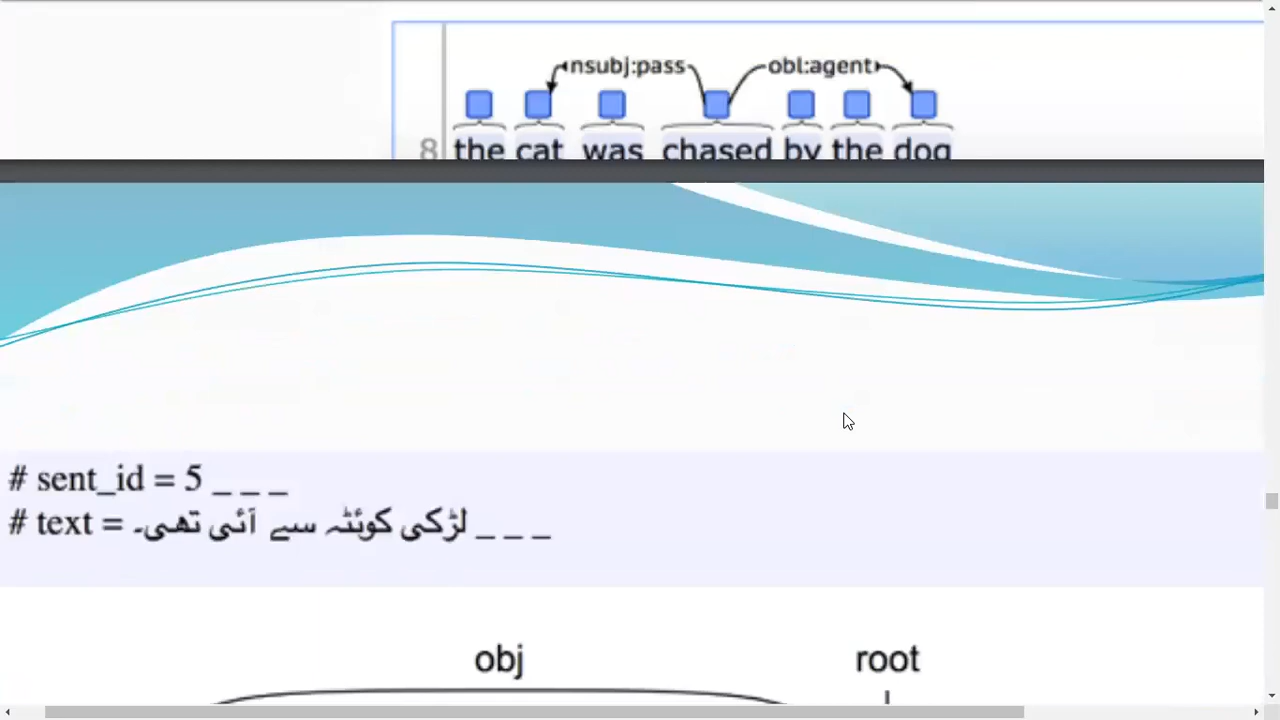 nsubj:pass obl:agent
8 the cat was chased by the dog
# sent_id = 5 _ _ _
# text = لڑکی کوئٹہ سے آئی تھی۔ _ _ _
obj root